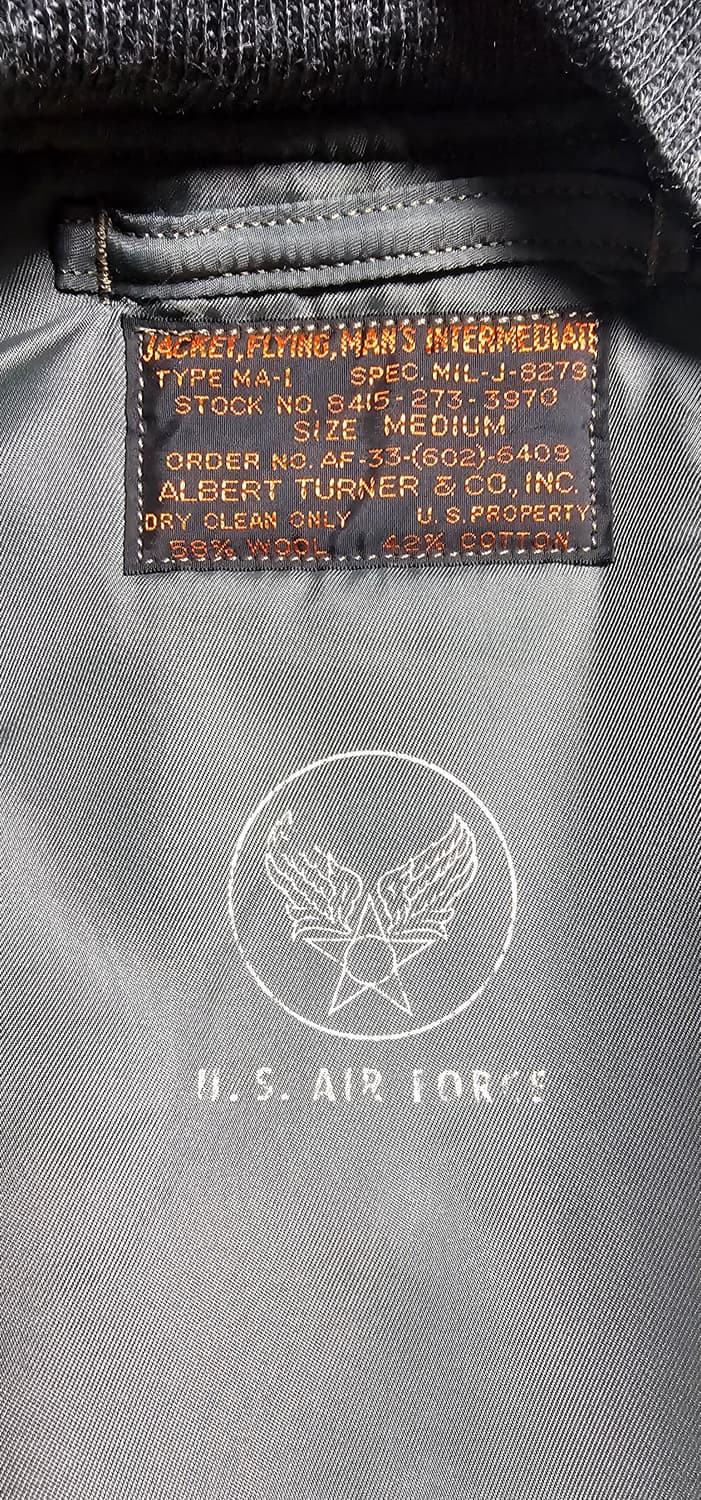 JACKET, FLYING, MAN'S INTERMEDIATE
TYPE MA-1 SPEC. MIL-J-8279
STOCK NO. 8415-273-3970
SIZE MEDIUM
ORDER NO. AF-33-(602)-6409
ALBERT TURNER & CO., INC.
DRY CLEAN ONLY U.S. PROPERTY
58% WOOL 42% COTTON
U.S. AIR FORCE